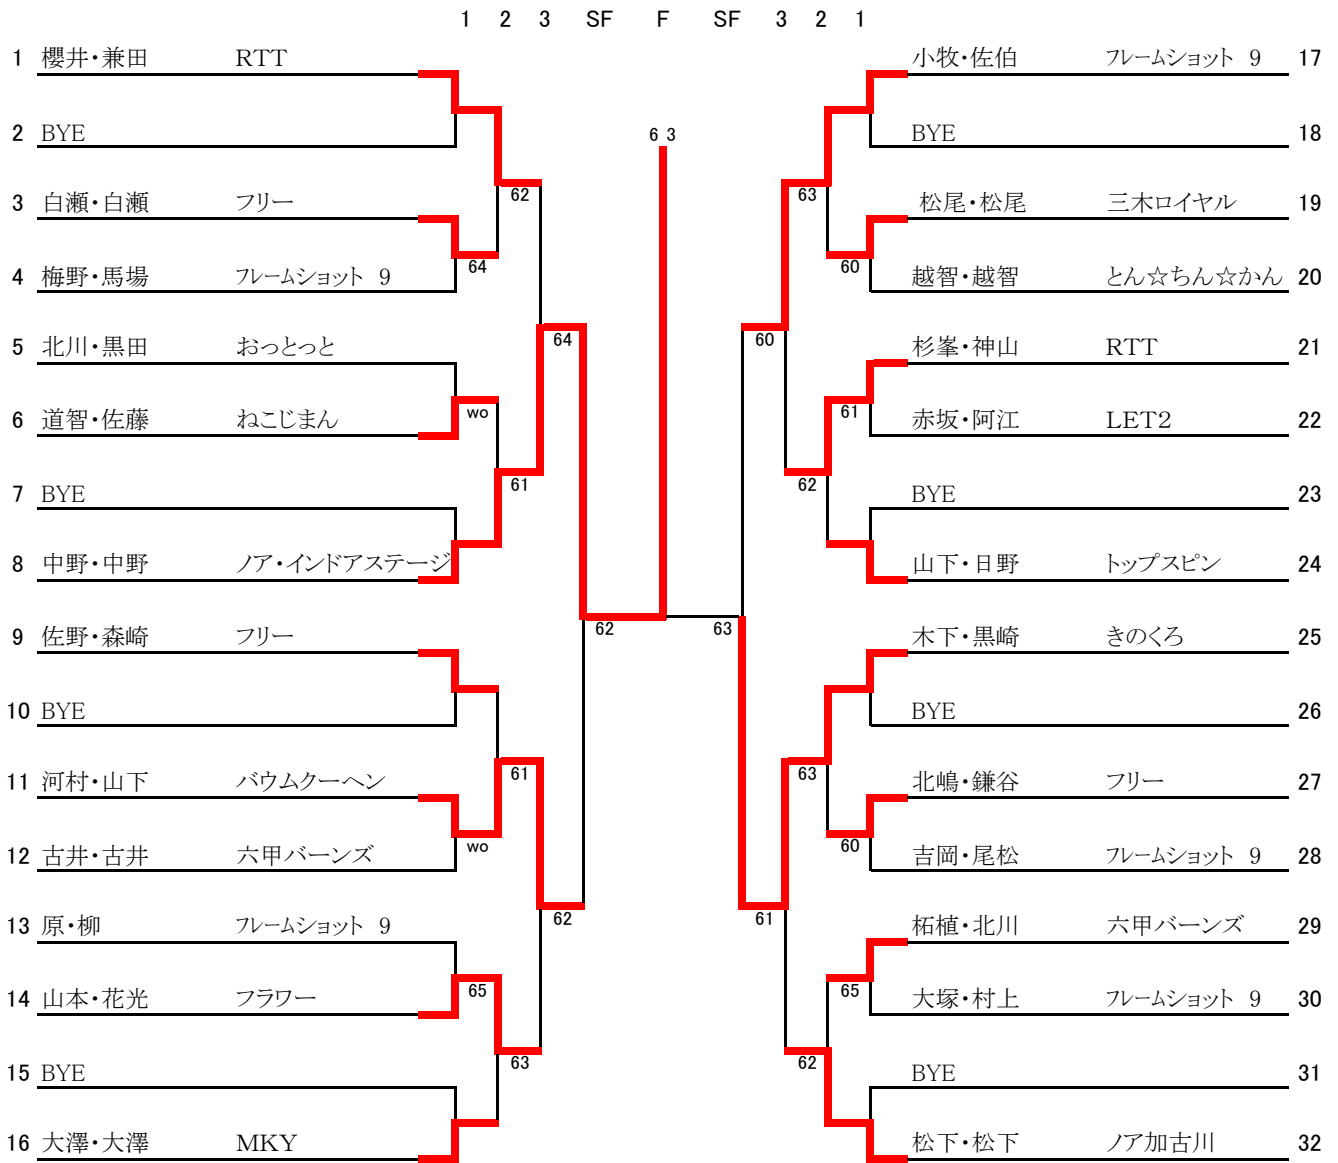 1 2 3 SF F SF 3 2 1
1 櫻井・兼田 RTT
2 BYE
3 白瀬・白瀬 フリー
4 梅野・馬場 フレームショット 9
5 北川・黒田 おっとっと
6 道智・佐藤 ねこじまん
7 BYE
8 中野・中野 ノア・インドアステージ
9 佐野・森崎 フリー
10 BYE
11 河村・山下 バウムクーヘン
12 古井・古井 六甲バーンズ
13 原・柳 フレームショット 9
14 山本・花光 フラワー
15 BYE
16 大澤・大澤 MKY
64
wo
wo
65
62
61
61
63
64
62
62
6 3
63
60
61
63
62
63
62
60
61
60
65
小牧・佐伯 フレームショット 9 17
BYE 18
松尾・松尾 三木ロイヤル 19
越智・越智 とん☆ちん☆かん 20
杉峯・神山 RTT 21
赤坂・阿江 LET2 22
BYE 23
山下・日野 トップスピン 24
木下・黒崎 きのくろ 25
BYE 26
北嶋・鎌谷 フリー 27
吉岡・尾松 フレームショット 9 28
柘植・北川 六甲バーンズ 29
大塚・村上 フレームショット 9 30
BYE 31
松下・松下 ノア加古川 32